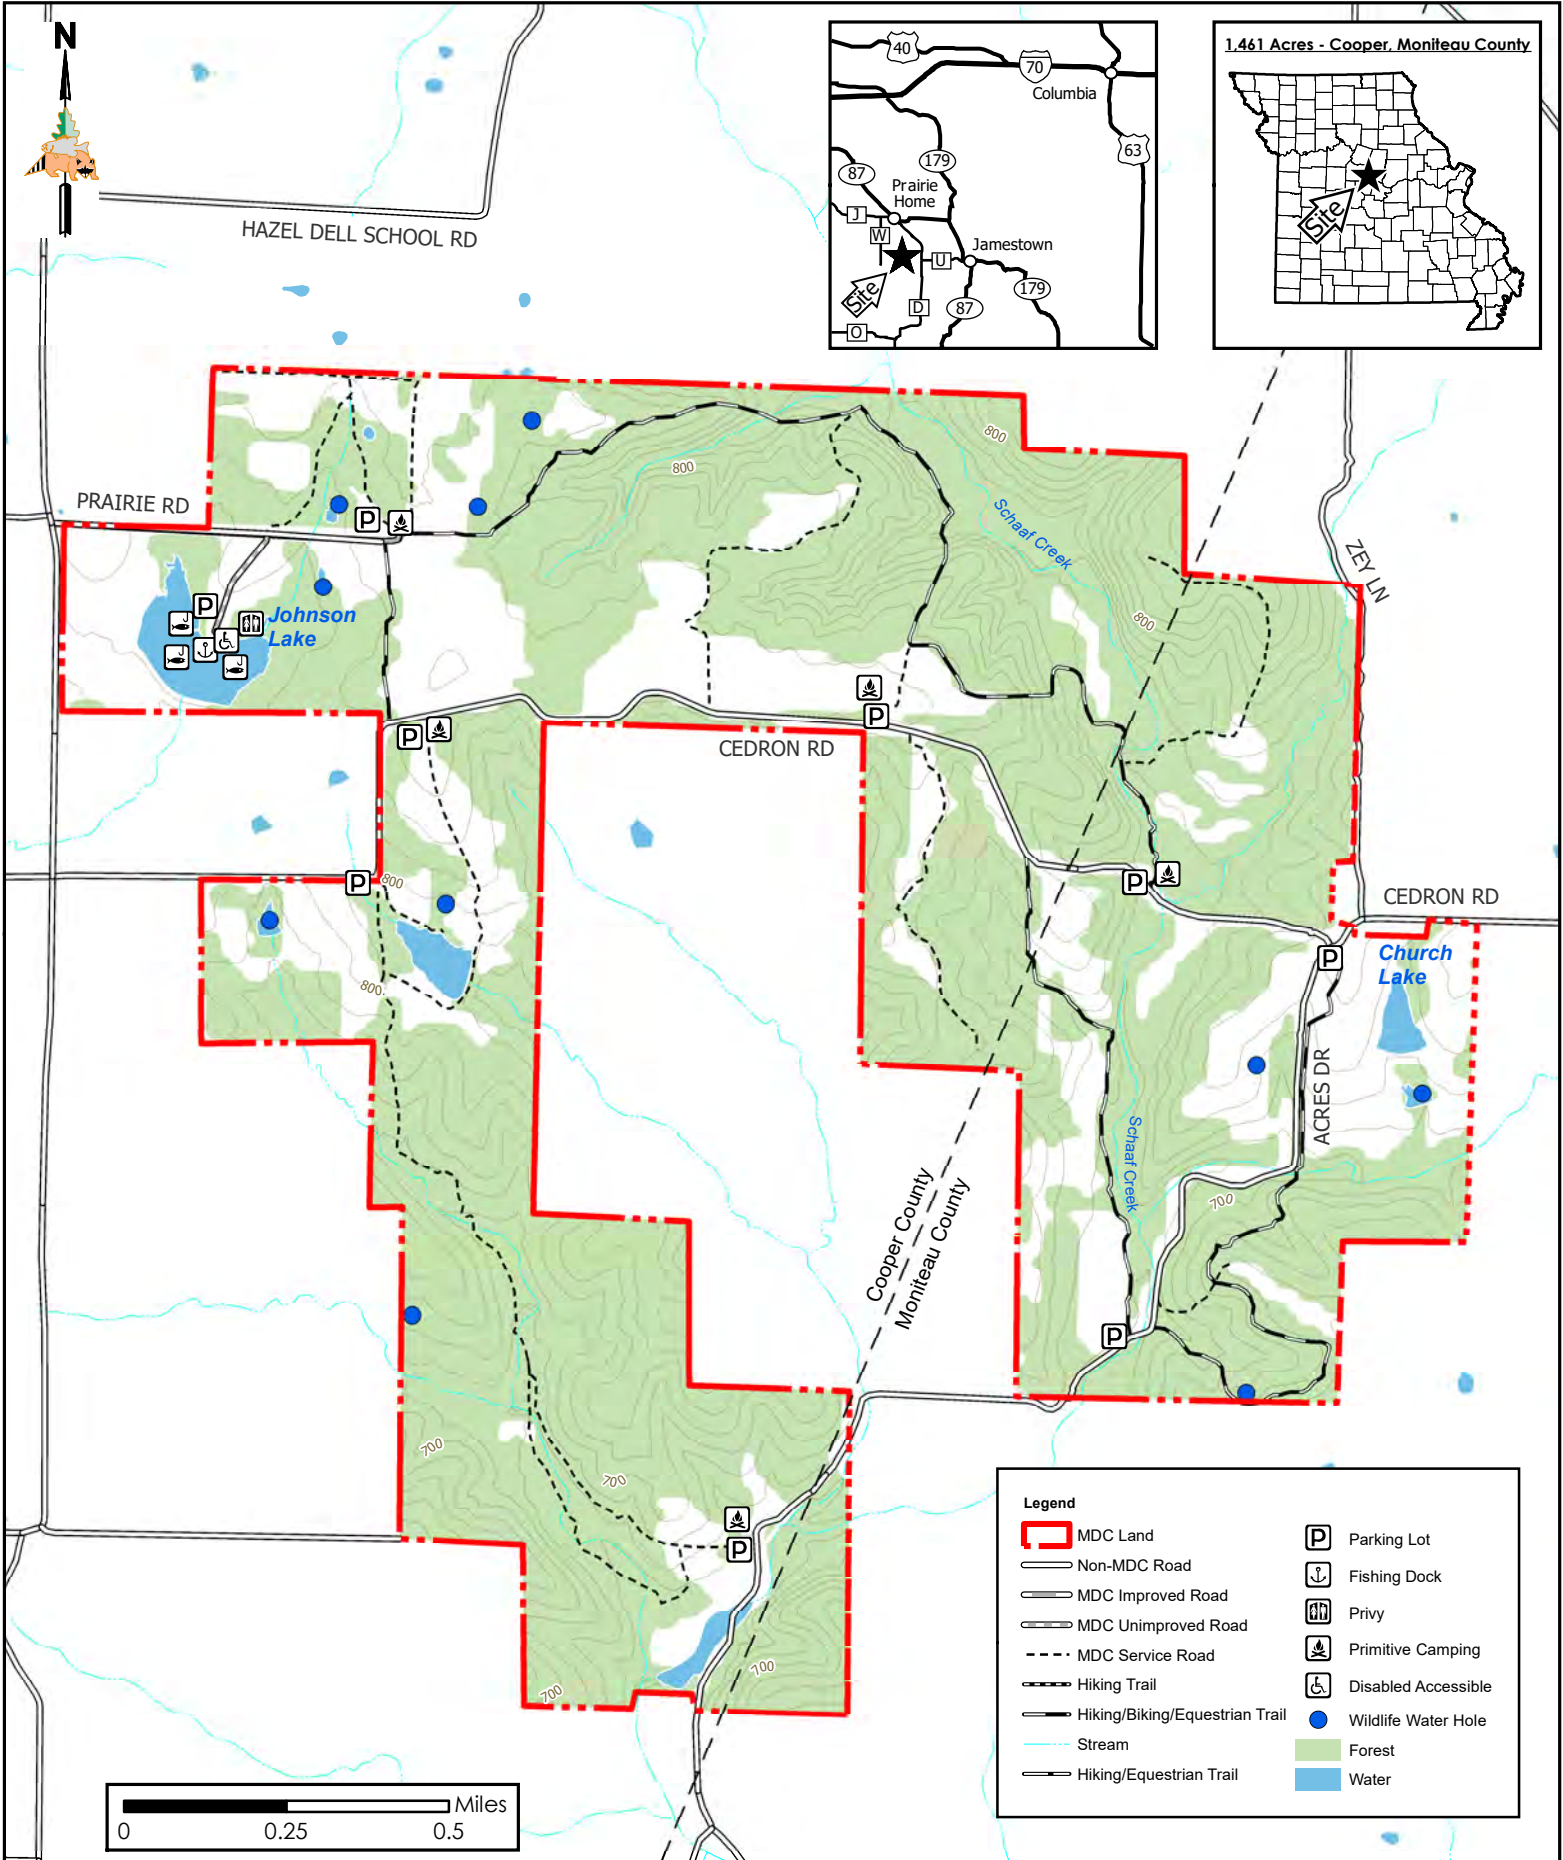 N
HAZEL DELL SCHOOL RD
40
70
Columbia
63
179
87
Prairie
Home
J
W
Jamestown
U
Site
179
D
87
O
1,461 Acres - Cooper, Moniteau County
Site
800
800
PRAIRIE RD
P
Schaaf Creek
ZEY LN
P
Johnson
Lake
800
P
P
CEDRON RD
P
800
P
CEDRON RD
P
Church
Lake
800
ACRES DR
Schaaf Creek
Cooper County
Moniteau County
700
P
700
700
P
700
700
Legend
MDC Land
Non-MDC Road
MDC Improved Road
MDC Unimproved Road
MDC Service Road
Hiking Trail
Hiking/Biking/Equestrian Trail
Stream
Hiking/Equestrian Trail
P Parking Lot
Fishing Dock
Privy
Primitive Camping
Disabled Accessible
Wildlife Water Hole
Forest
Water
Miles
0 0.25 0.5